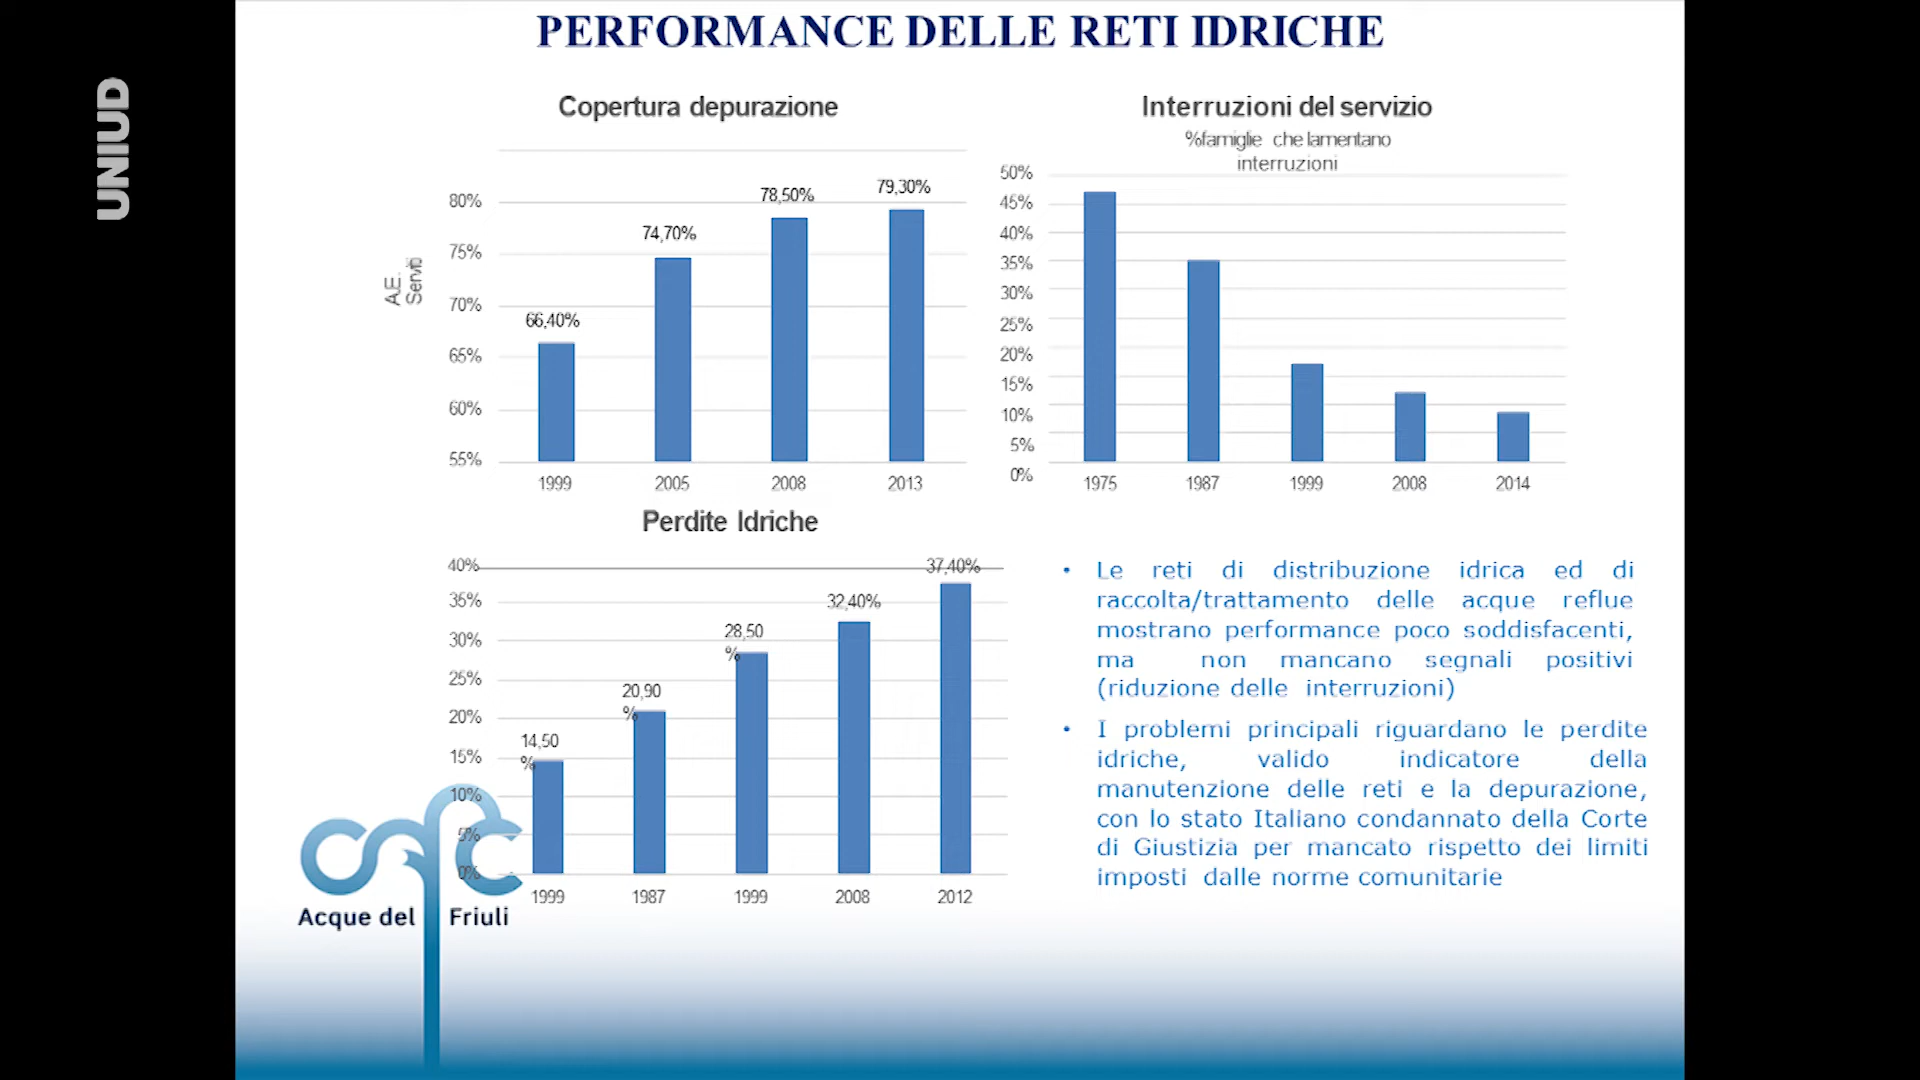 UNIUD
PERFORMANCE DELLE RETI IDRICHE
Copertura depurazione
A.E.
Serviti
80%
75%
70%
65%
60%
55%
66,40%
74,70%
78,50%
79,30%
1999 2005 2008 2013
Interruzioni del servizio
%famiglie che lamentano
interruzioni
50%
45%
40%
35%
30%
25%
20%
15%
10%
5%
0%
1975 1987 1999 2008 2014
Perdite Idriche
40%
35%
30%
25%
20%
15%
10%
5%
0%
14,50
%
20,90
%
28,50
%
32,40%
37,40%
1999 1987 1999 2008 2012
• Le reti di distribuzione idrica ed di
raccolta/trattamento delle acque reflue
mostrano performance poco soddisfacenti,
ma non mancano segnali positivi
(riduzione delle interruzioni)
• I problemi principali riguardano le perdite
idriche, valido indicatore della
manutenzione delle reti e la depurazione,
con lo stato Italiano condannato della Corte
di Giustizia per mancato rispetto dei limiti
imposti dalle norme comunitarie
cafc
Acque del Friuli